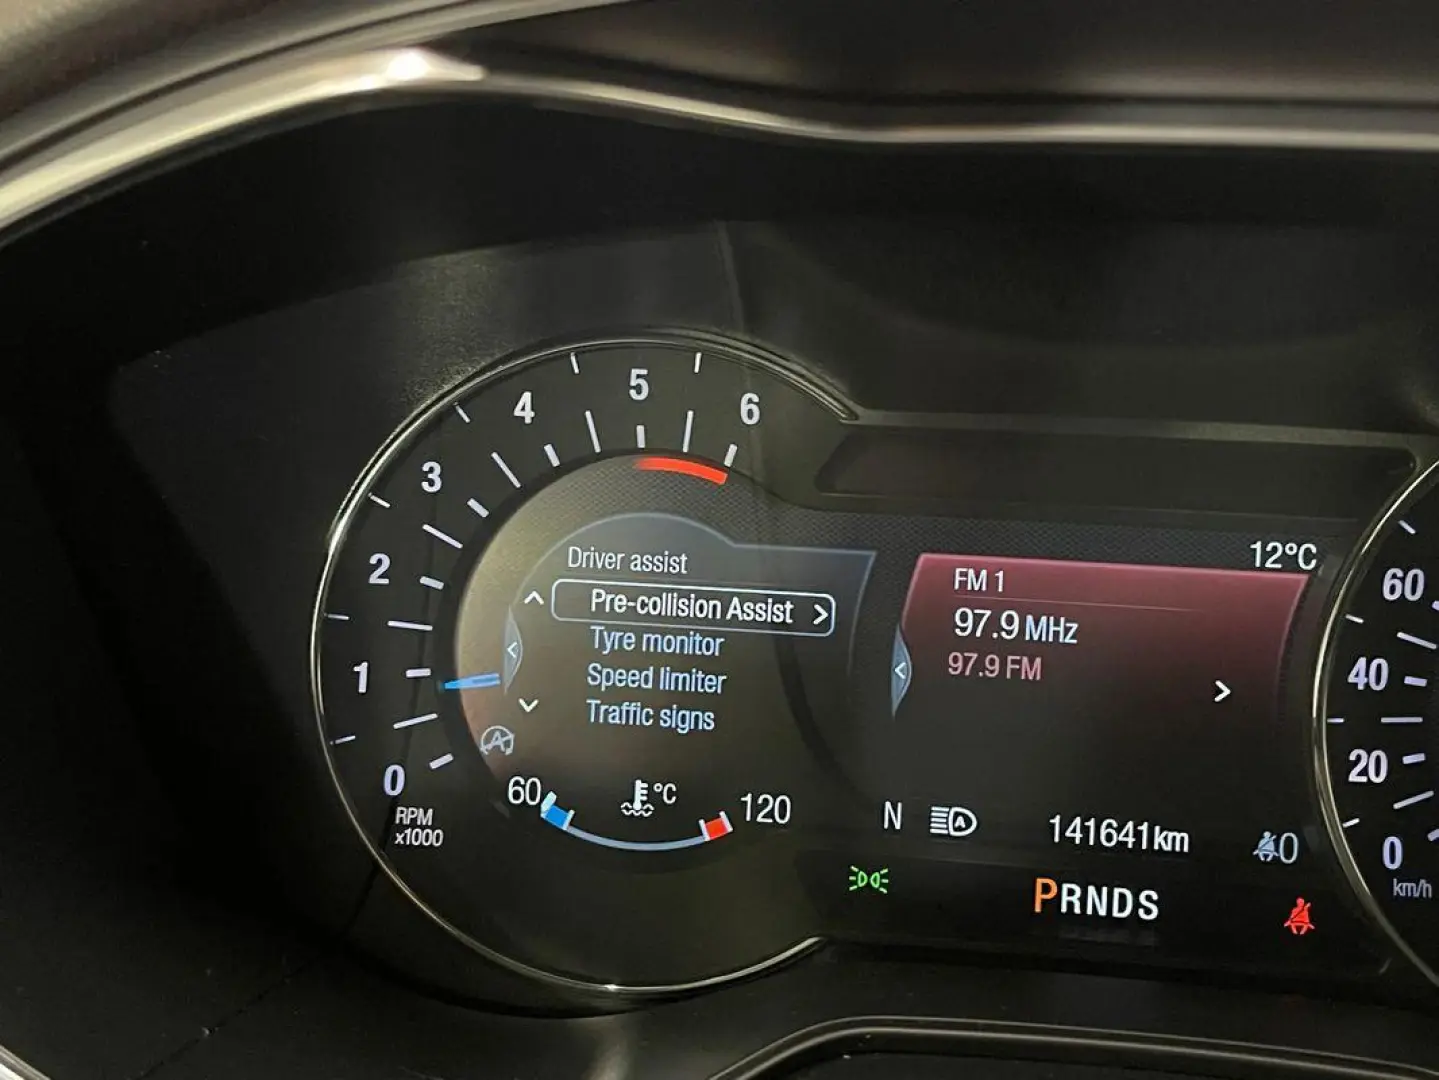 5
4
6
3
2
1
0
RPM
x1000
Driver assist
Pre-collision Assist
Tyre monitor
Speed limiter
Traffic signs
A
60
°C
120
12°C
FM 1
97.9 MHz
97.9 FM
N
A
141641km
0
PRNDS
60
40
20
0
km/h